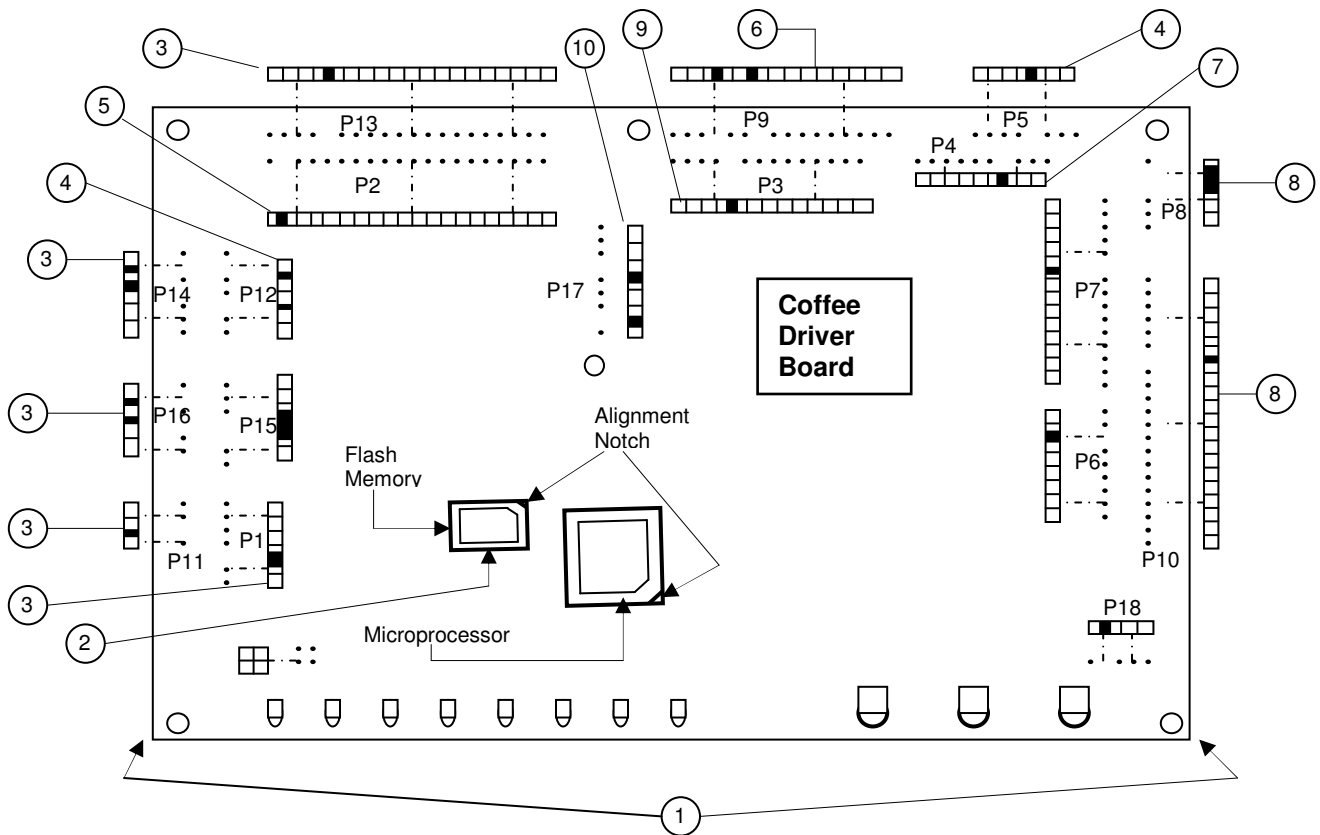 3
10
9
6
4
7
5
P13
P9
P5
P4
4
P2
P3
8
P8
3
P14
P12
P17
P7
Coffee
Driver
Board
3
P16
P15
Alignment
Notch
8
Flash
Memory
P6
3
P11
P1
P10
3
2
Microprocessor
P18
1